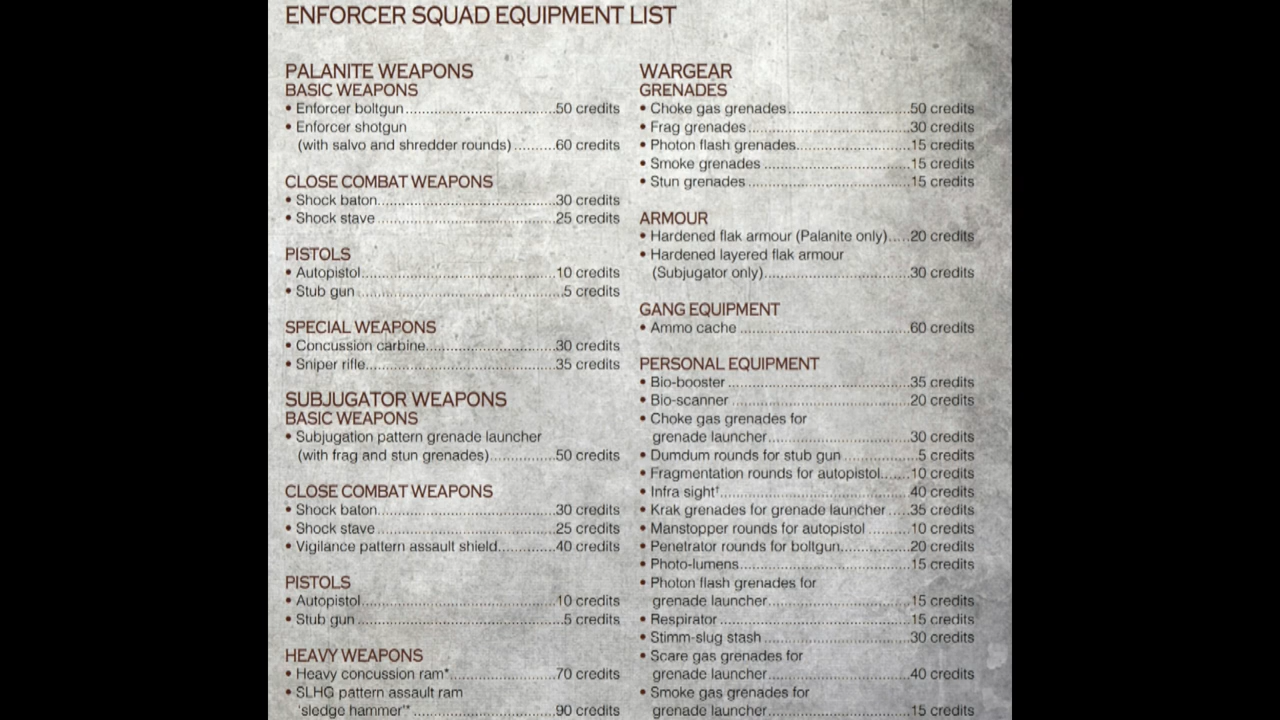 ENFORCER SQUAD EQUIPMENT LIST
PALANITE WEAPONS
BASIC WEAPONS
• Enforcer boltgun....................................50 credits
• Enforcer shotgun
(with salvo and shredder rounds)..........60 credits
CLOSE COMBAT WEAPONS
• Shock baton...........................................30 credits
• Shock stave...........................................25 credits
PISTOLS
• Autopistol...............................................10 credits
• Stub gun..................................................5 credits
SPECIAL WEAPONS
• Concussion carbine...............................30 credits
• Sniper rifle..............................................35 credits
SUBJUGATOR WEAPONS
BASIC WEAPONS
• Subjugation pattern grenade launcher
(with frag and stun grenades)................50 credits
CLOSE COMBAT WEAPONS
• Shock baton...........................................30 credits
• Shock stave...........................................25 credits
• Vigilance pattern assault shield..............40 credits
PISTOLS
• Autopistol...............................................10 credits
• Stub gun..................................................5 credits
HEAVY WEAPONS
• Heavy concussion ram*..........................70 credits
• SLHG pattern assault ram
'sledge hammer'*..................................90 credits
WARGEAR
GRENADES
• Choke gas grenades..............................50 credits
• Frag grenades.......................................30 credits
• Photon flash grenades...........................15 credits
• Smoke grenades...................................15 credits
• Stun grenades.......................................15 credits
ARMOUR
• Hardened flak armour (Palanite only).....20 credits
• Hardened layered flak armour
(Subjugator only)...................................30 credits
GANG EQUIPMENT
• Ammo cache.........................................60 credits
PERSONAL EQUIPMENT
• Bio-booster............................................35 credits
• Bio-scanner...........................................20 credits
• Choke gas grenades for
grenade launcher..................................30 credits
• Dumdum rounds for stub gun..................5 credits
• Fragmentation rounds for autopistol.......10 credits
• Infra sight†.............................................40 credits
• Krak grenades for grenade launcher.....35 credits
• Manstopper rounds for autopistol..........10 credits
• Penetrator rounds for boltgun.................20 credits
• Photo-lumens.........................................15 credits
• Photon flash grenades for
grenade launcher..................................15 credits
• Respirator..............................................15 credits
• Stimm-slug stash...................................30 credits
• Scare gas grenades for
grenade launcher..................................40 credits
• Smoke gas grenades for
grenade launcher..................................15 credits